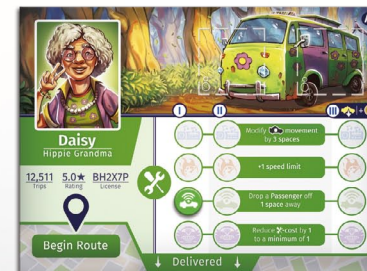 Daisy
Hippie Grandma
12,511 5.0★ BH2X7P
Trips Rating License
Begin Route
I II III
Modify movement
by 3 spaces
+1 speed limit
Drop a Passenger off
1 space away
Reduce -cost by 1
to a minimum of 1
↓ Delivered ↓